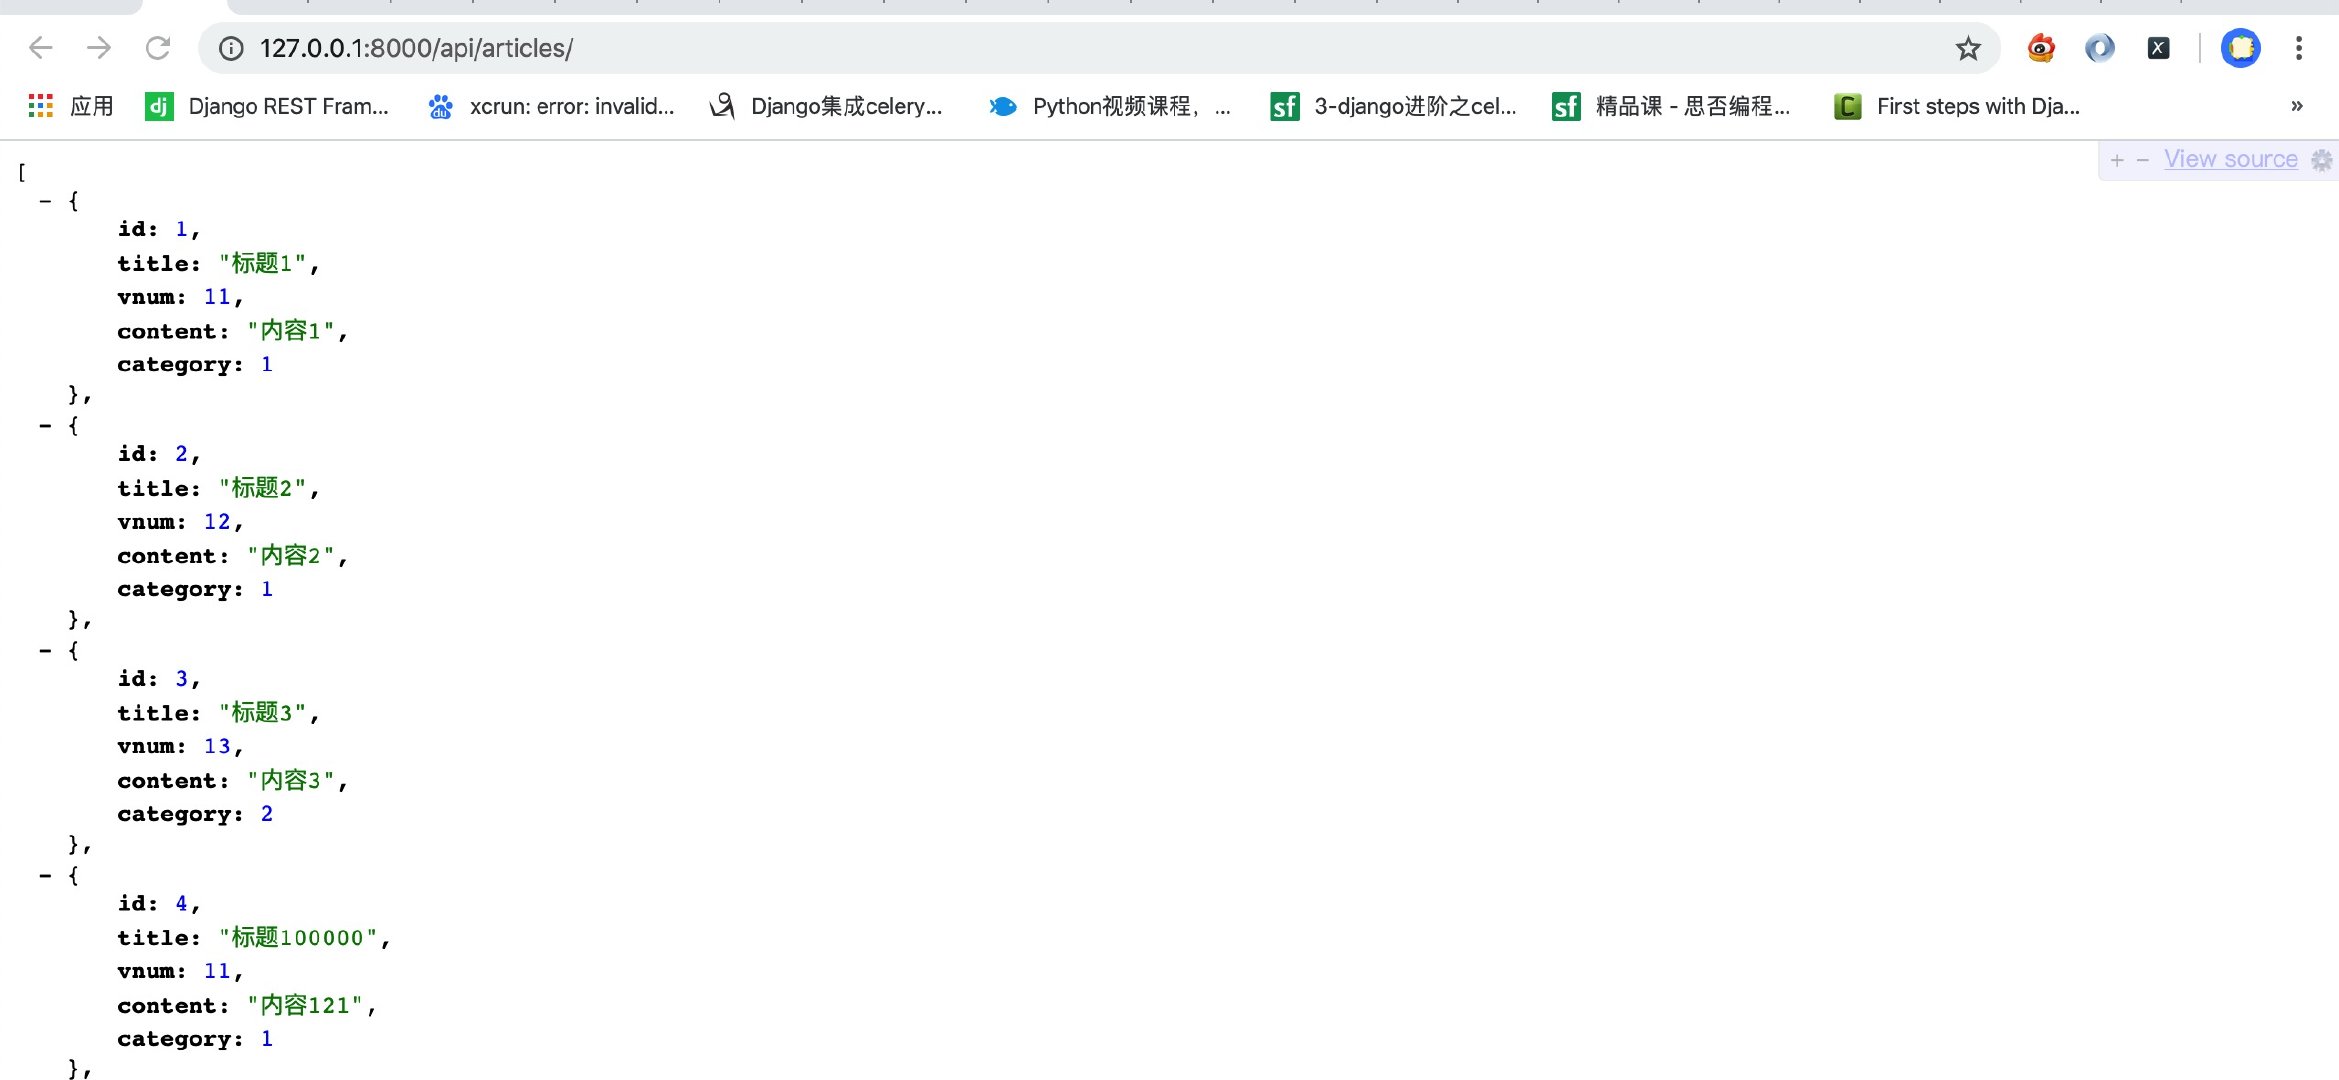 127.0.0.1:8000/api/articles/
应用 Django REST Fram... xcrun: error: invalid... Django集成celery... Python视频课程，... 3-django进阶之cel... 精品课 - 思否编程... First steps with Dja... »
+ - View source
[
- {
id: 1,
title: "标题1",
vnum: 11,
content: "内容1",
category: 1
},
- {
id: 2,
title: "标题2",
vnum: 12,
content: "内容2",
category: 1
},
- {
id: 3,
title: "标题3",
vnum: 13,
content: "内容3",
category: 2
},
- {
id: 4,
title: "标题100000",
vnum: 11,
content: "内容121",
category: 1
},